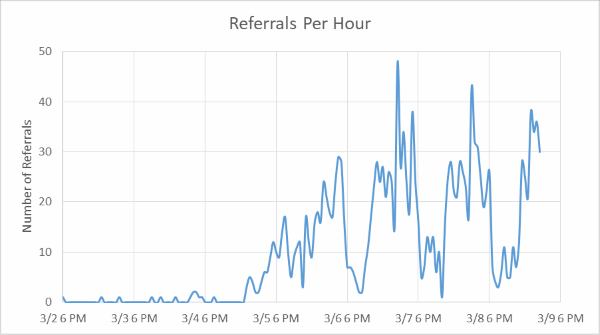 Referrals Per Hour
Number of Referrals
50
40
30
20
10
0
3/2 6 PM 3/3 6 PM 3/4 6 PM 3/5 6 PM 3/6 6 PM 3/7 6 PM 3/8 6 PM 3/9 6 PM